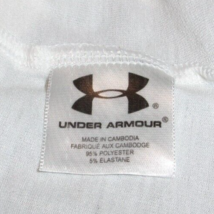 UNDER ARMOUR®
MADE IN CAMBODIA
FABRIQUÉ AUX CAMBODGE
95% POLYESTER
5% ELASTANE